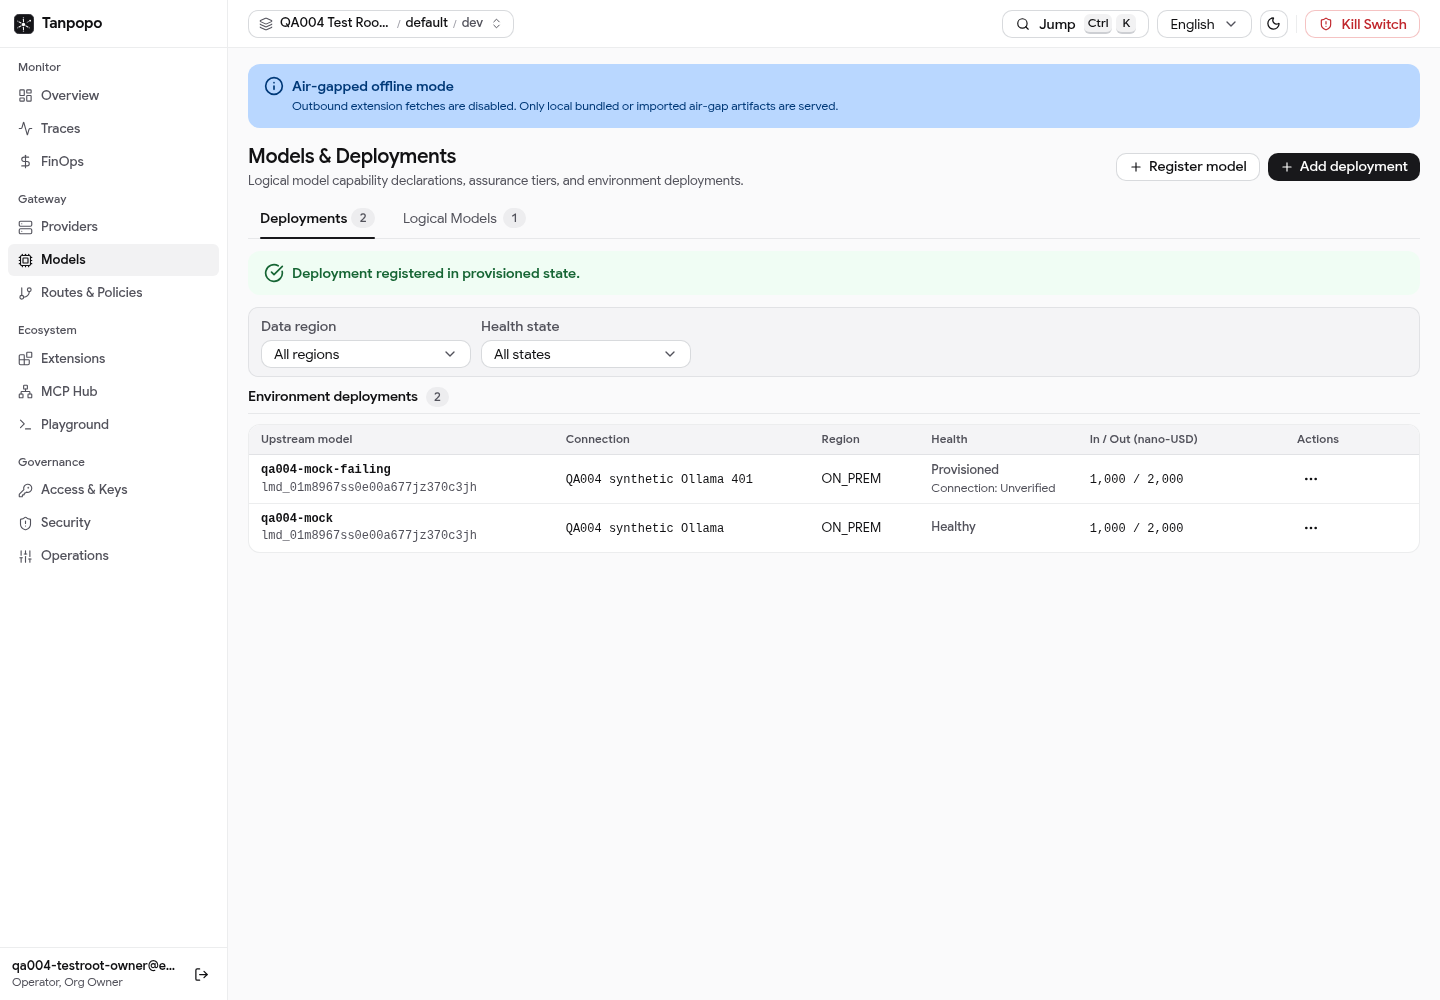 Tanpopo
QA004 Test Roo... / default / dev
Jump Ctrl K
English
Kill Switch
Monitor
Overview
Traces
FinOps
Gateway
Providers
Models
Routes & Policies
Ecosystem
Extensions
MCP Hub
Playground
Governance
Access & Keys
Security
Operations
qa004-testroot-owner@e...
Operator, Org Owner
Air-gapped offline mode
Outbound extension fetches are disabled. Only local bundled or imported air-gap artifacts are served.
Models & Deployments
Logical model capability declarations, assurance tiers, and environment deployments.
+ Register model
+ Add deployment
Deployments 2
Logical Models 1
Deployment registered in provisioned state.
Data region
Health state
All regions
All states
Environment deployments 2
Upstream model Connection Region Health In / Out (nano-USD) Actions
qa004-mock-failing
lmd_01m8967ss0e00a677jz370c3jh
QA004 synthetic Ollama 401
ON_PREM
Provisioned
Connection: Unverified
1,000 / 2,000
qa004-mock
lmd_01m8967ss0e00a677jz370c3jh
QA004 synthetic Ollama
ON_PREM
Healthy
1,000 / 2,000